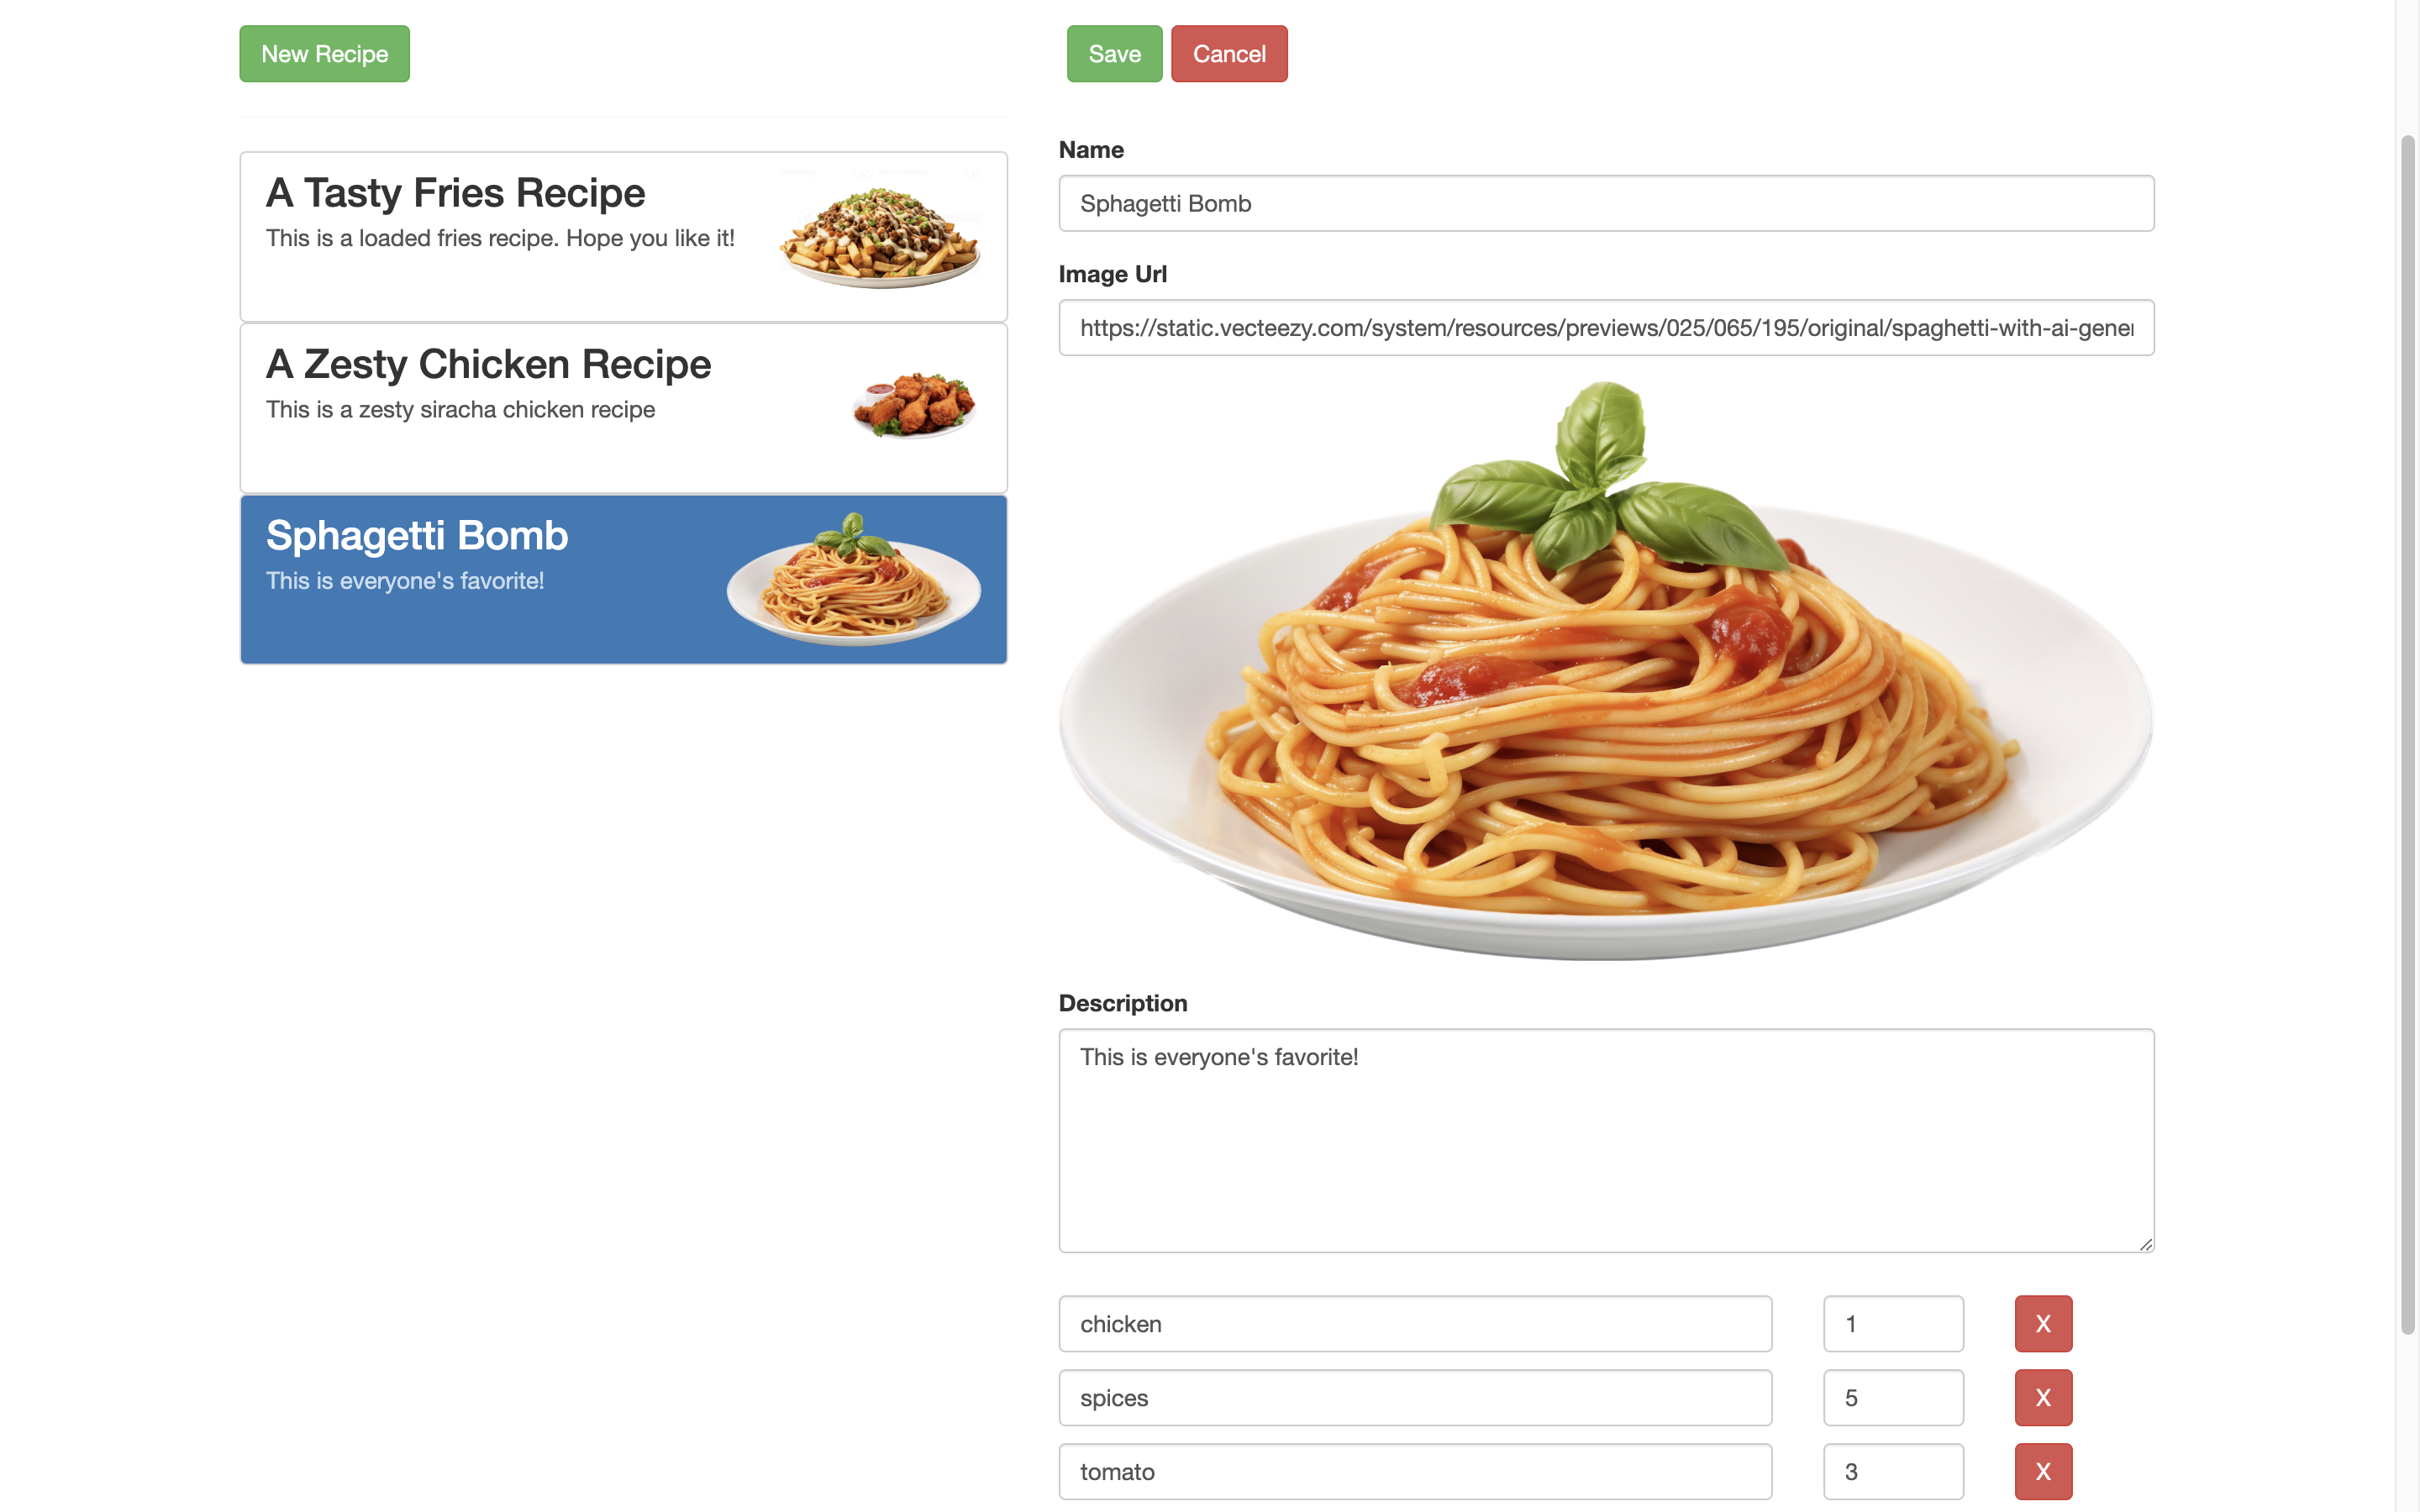 New Recipe
Save Cancel
A Tasty Fries Recipe
This is a loaded fries recipe. Hope you like it!
A Zesty Chicken Recipe
This is a zesty siracha chicken recipe
Sphagetti Bomb
This is everyone's favorite!
Name
Sphagetti Bomb
Image Url
https://static.vecteezy.com/system/resources/previews/025/065/195/original/spaghetti-with-ai-gener
Description
This is everyone's favorite!
chicken 1 X
spices 5 X
tomato 3 X